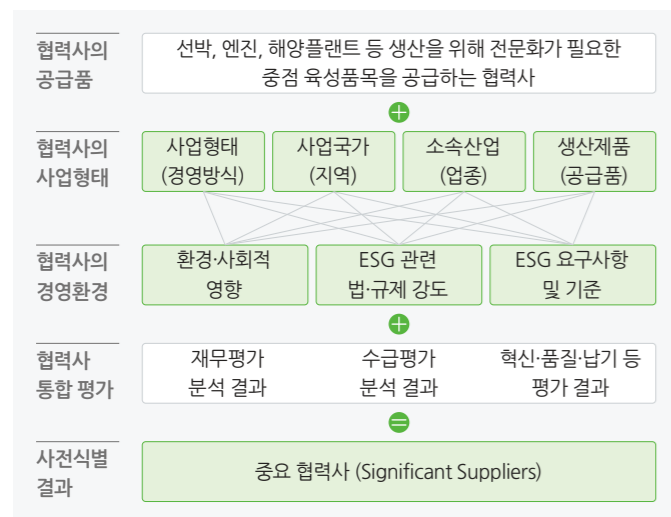 협력사의
공급품
선박, 엔진, 해양플랜트 등 생산을 위해 전문화가 필요한
중점 육성품목을 공급하는 협력사
협력사의
사업형태
사업형태
(경영방식)
사업국가
(지역)
소속산업
(업종)
생산제품
(공급품)
협력사의
경영환경
환경·사회적
영향
ESG 관련
법·규제 강도
ESG 요구사항
및 기준
협력사
통합 평가
재무평가
분석 결과
수급평가
분석 결과
혁신·품질·납기 등
평가 결과
사전식별
결과
중요 협력사 (Significant Suppliers)